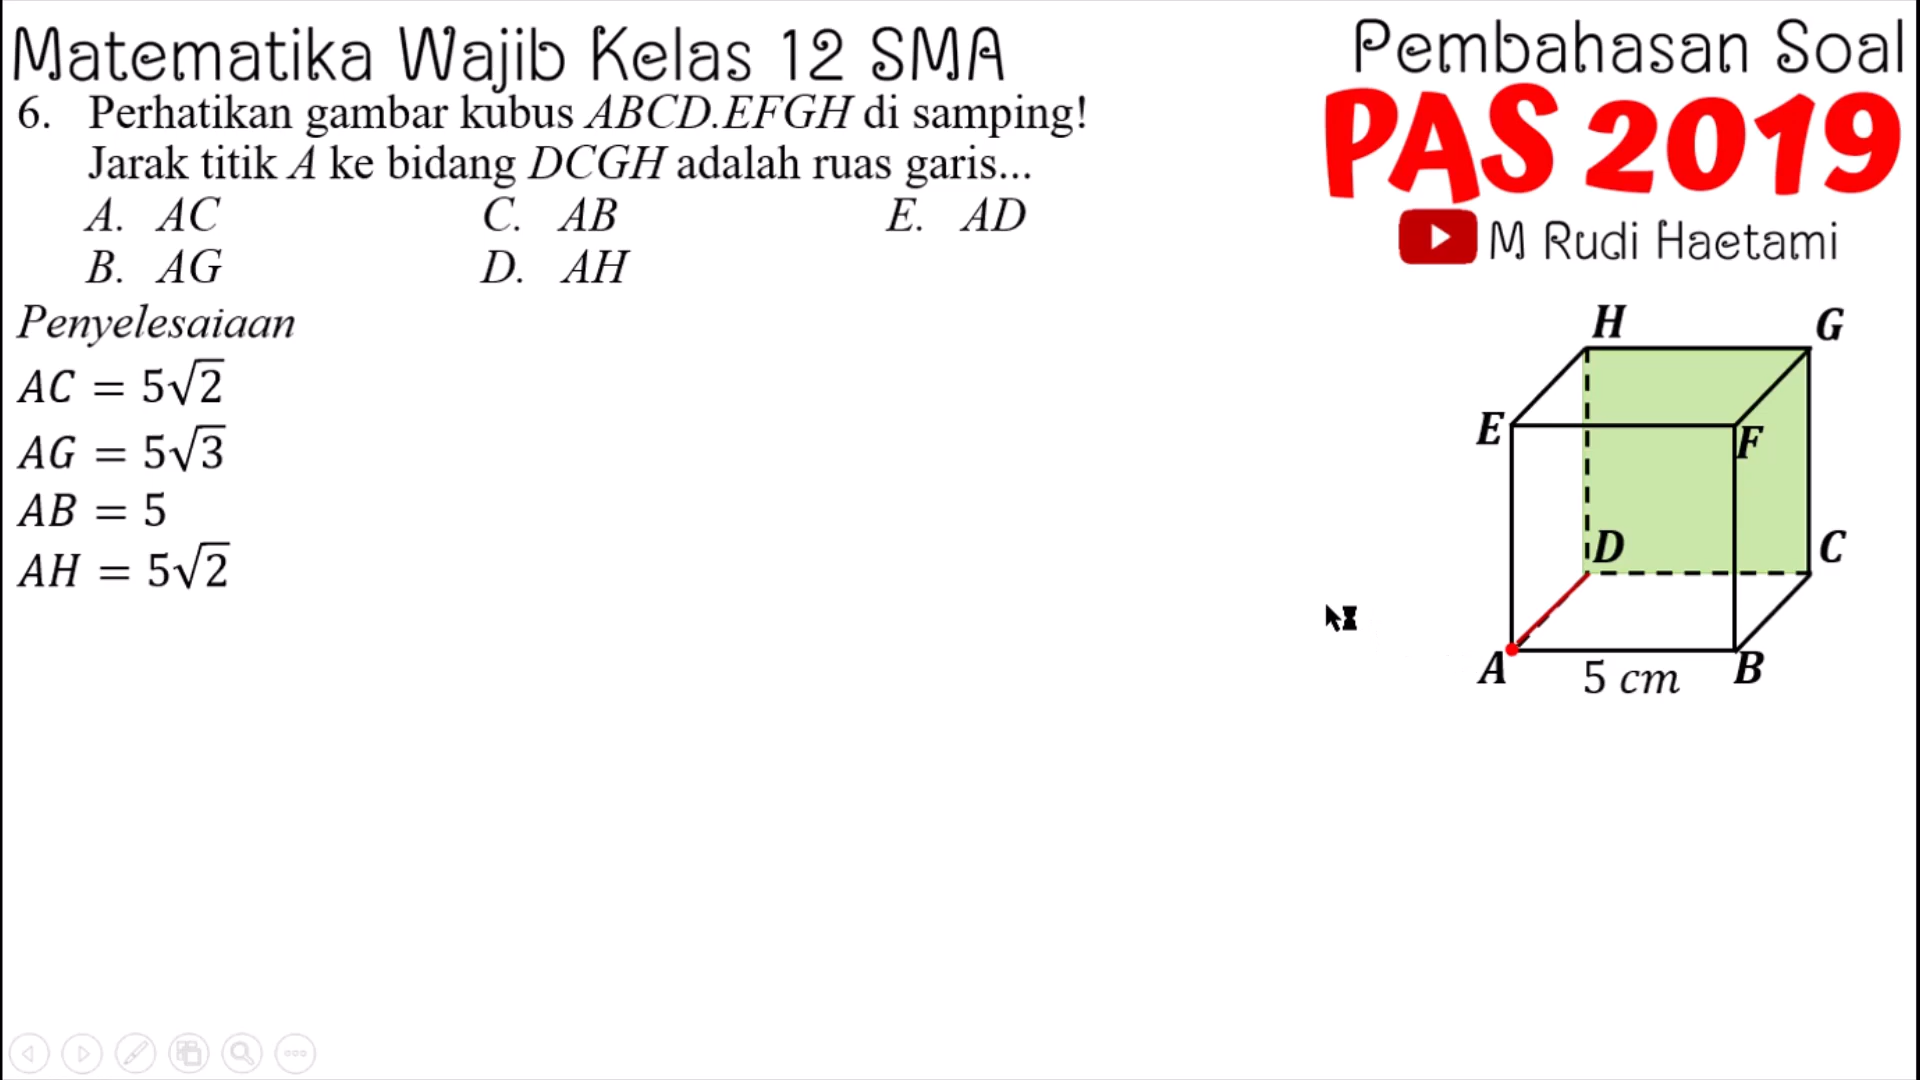 Matematika Wajib Kelas 12 SMA
Pembahasan Soal
PAS 2019
M Rudi Haetami
6. Perhatikan gambar kubus ABCD.EFGH di samping!
Jarak titik A ke bidang DCGH adalah ruas garis...
A. AC C. AB E. AD
B. AG D. AH
Penyelesaiaan
AC = 5√2
AG = 5√3
AB = 5
AH = 5√2
H G
E F
D C
A B
5 cm